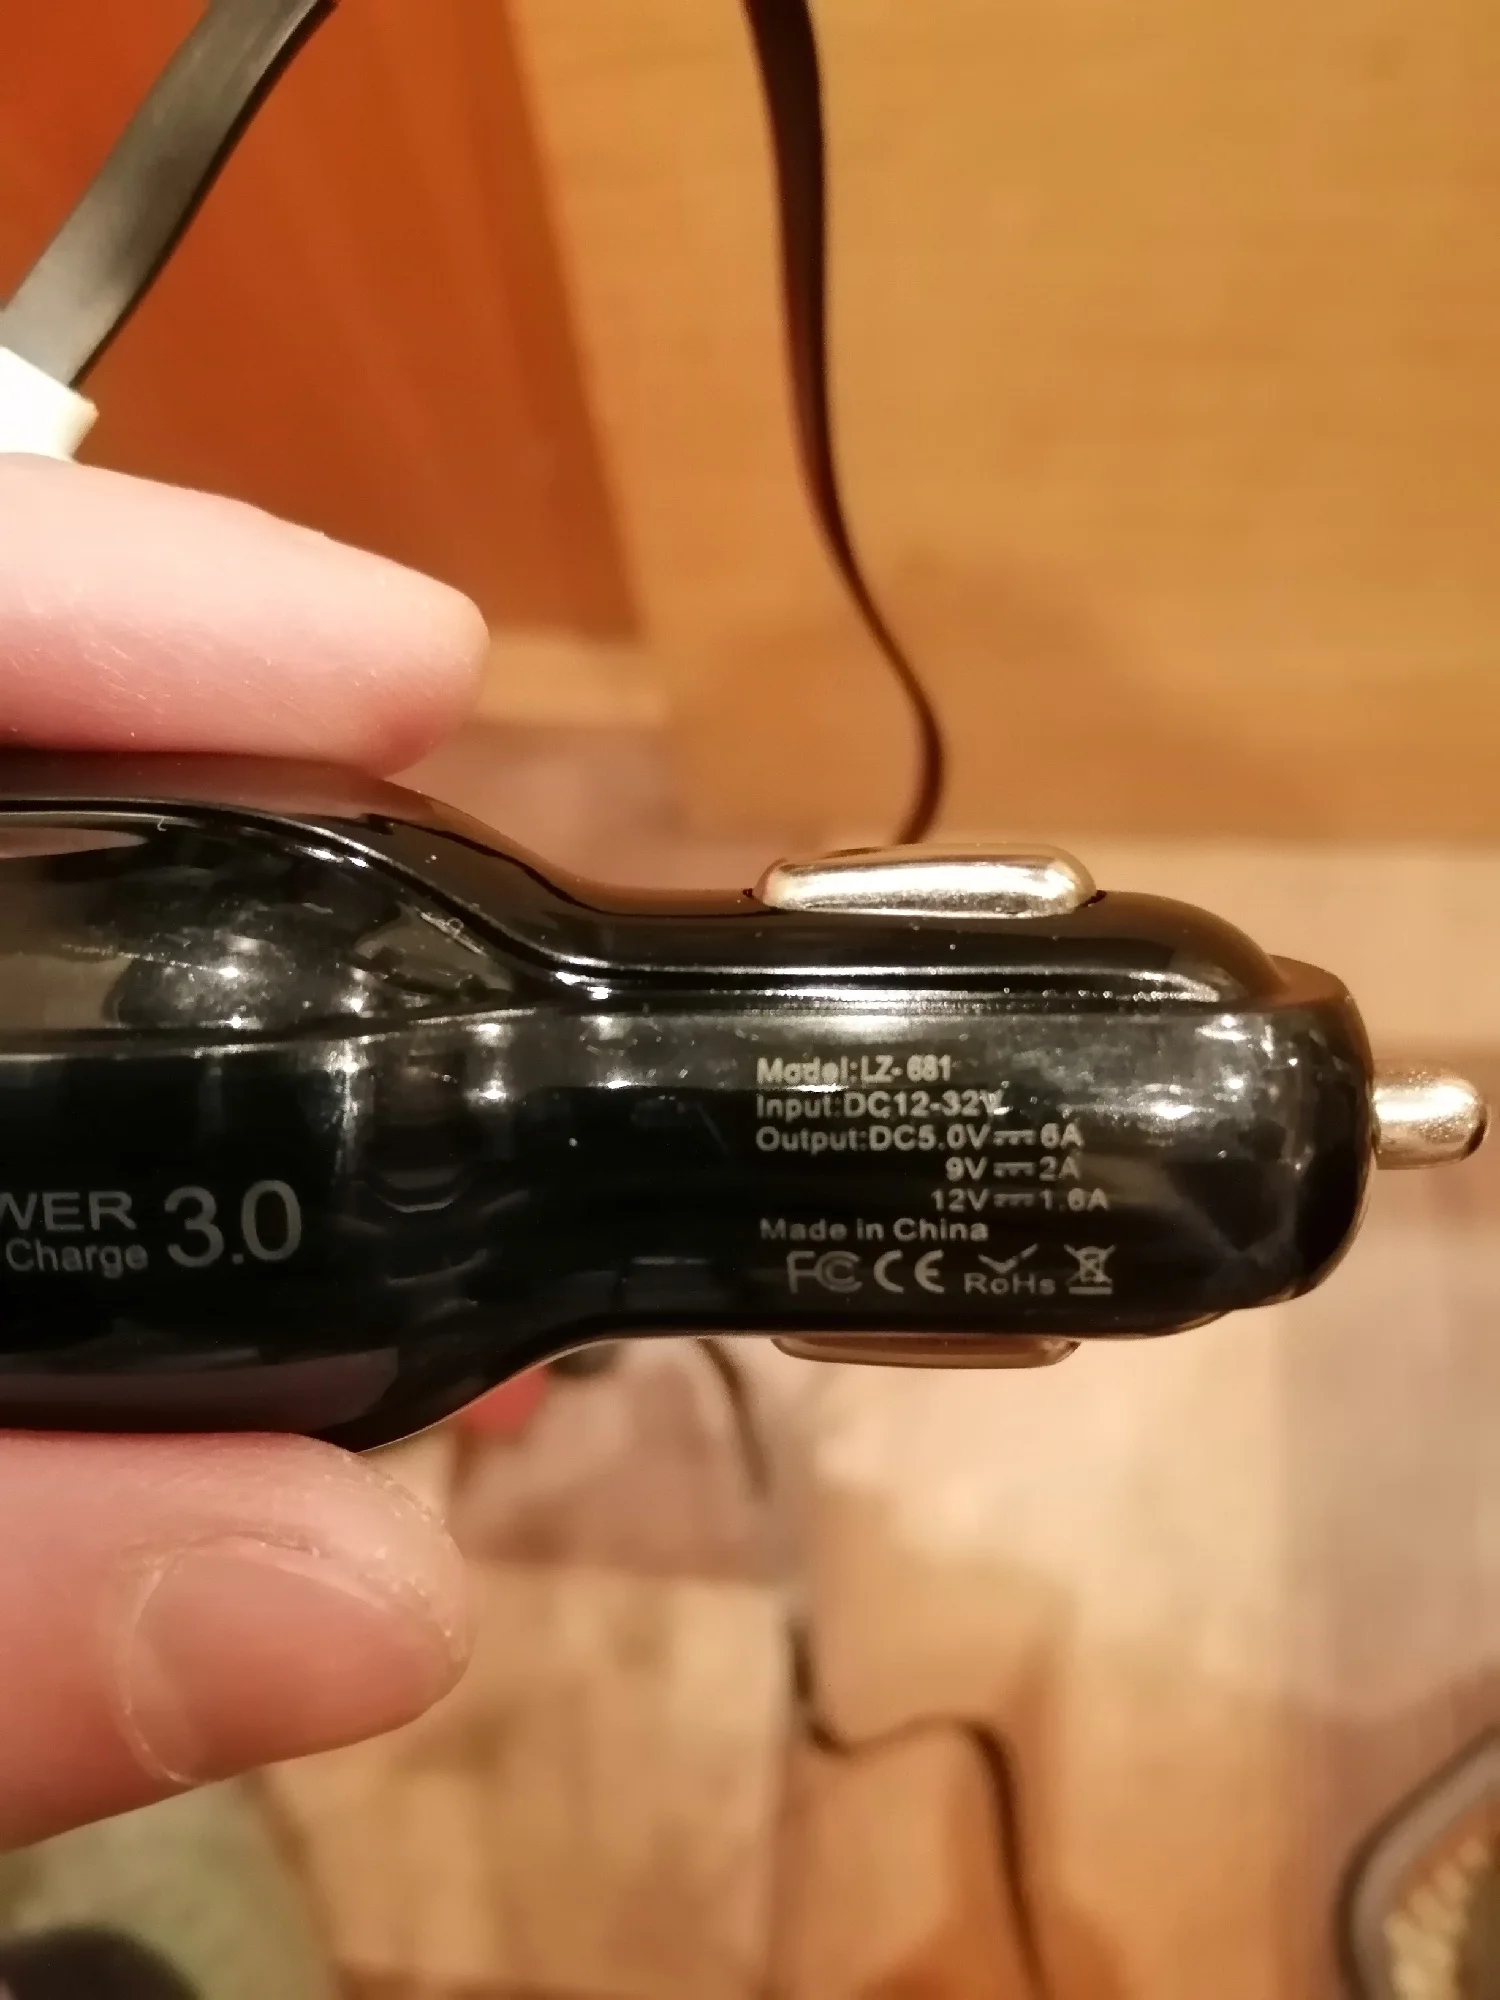 Model:LZ-681
Input:DC12-32V
Output:DC5.0V⎓6A
9V⎓2A
12V⎓1.6A
Made in China
FC CE RoHs
WER 3.0
Charge